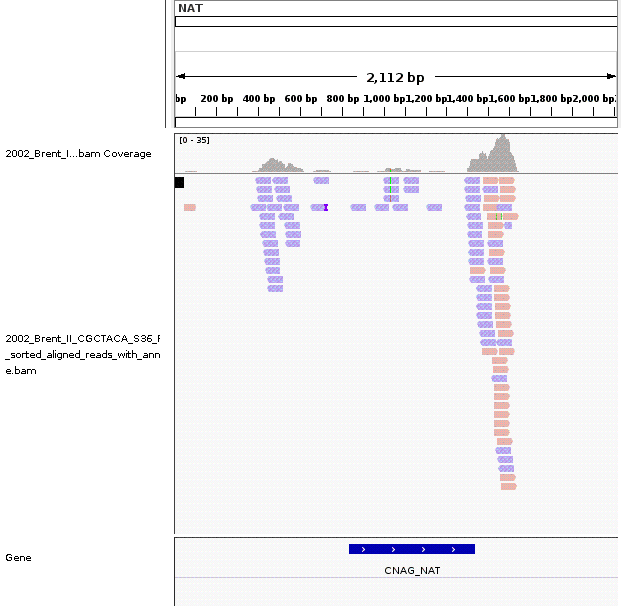 NAT
2,112 bp
bp 200 bp 400 bp 600 bp 800 bp 1,000 bp 1,200 bp 1,400 bp 1,600 bp 1,800 bp 2,000 bp
[0 - 35]
2002_Brent_I...bam Coverage
2002_Brent_II_CGCTACA_S36_F
_sorted_aligned_reads_with_ann
e.bam
Gene
CNAG_NAT